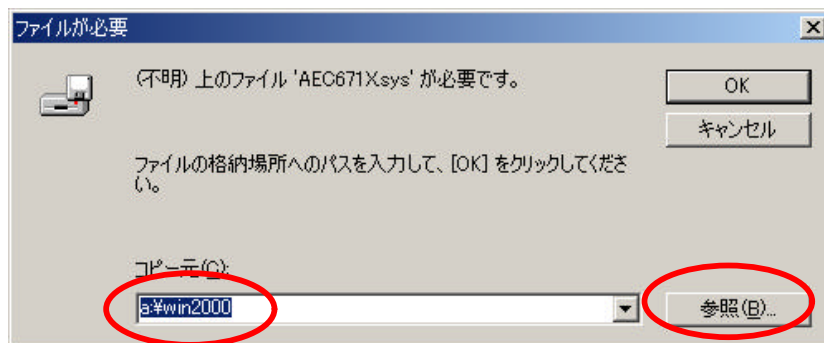 ファイルが必要
(不明) 上のファイル 'AEC671X.sys' が必要です。
OK
キャンセル
ファイルの格納場所へのパスを入力して、[OK] をクリックしてくださ
い。
コピー元(C):
a:¥win2000
参照(B)...